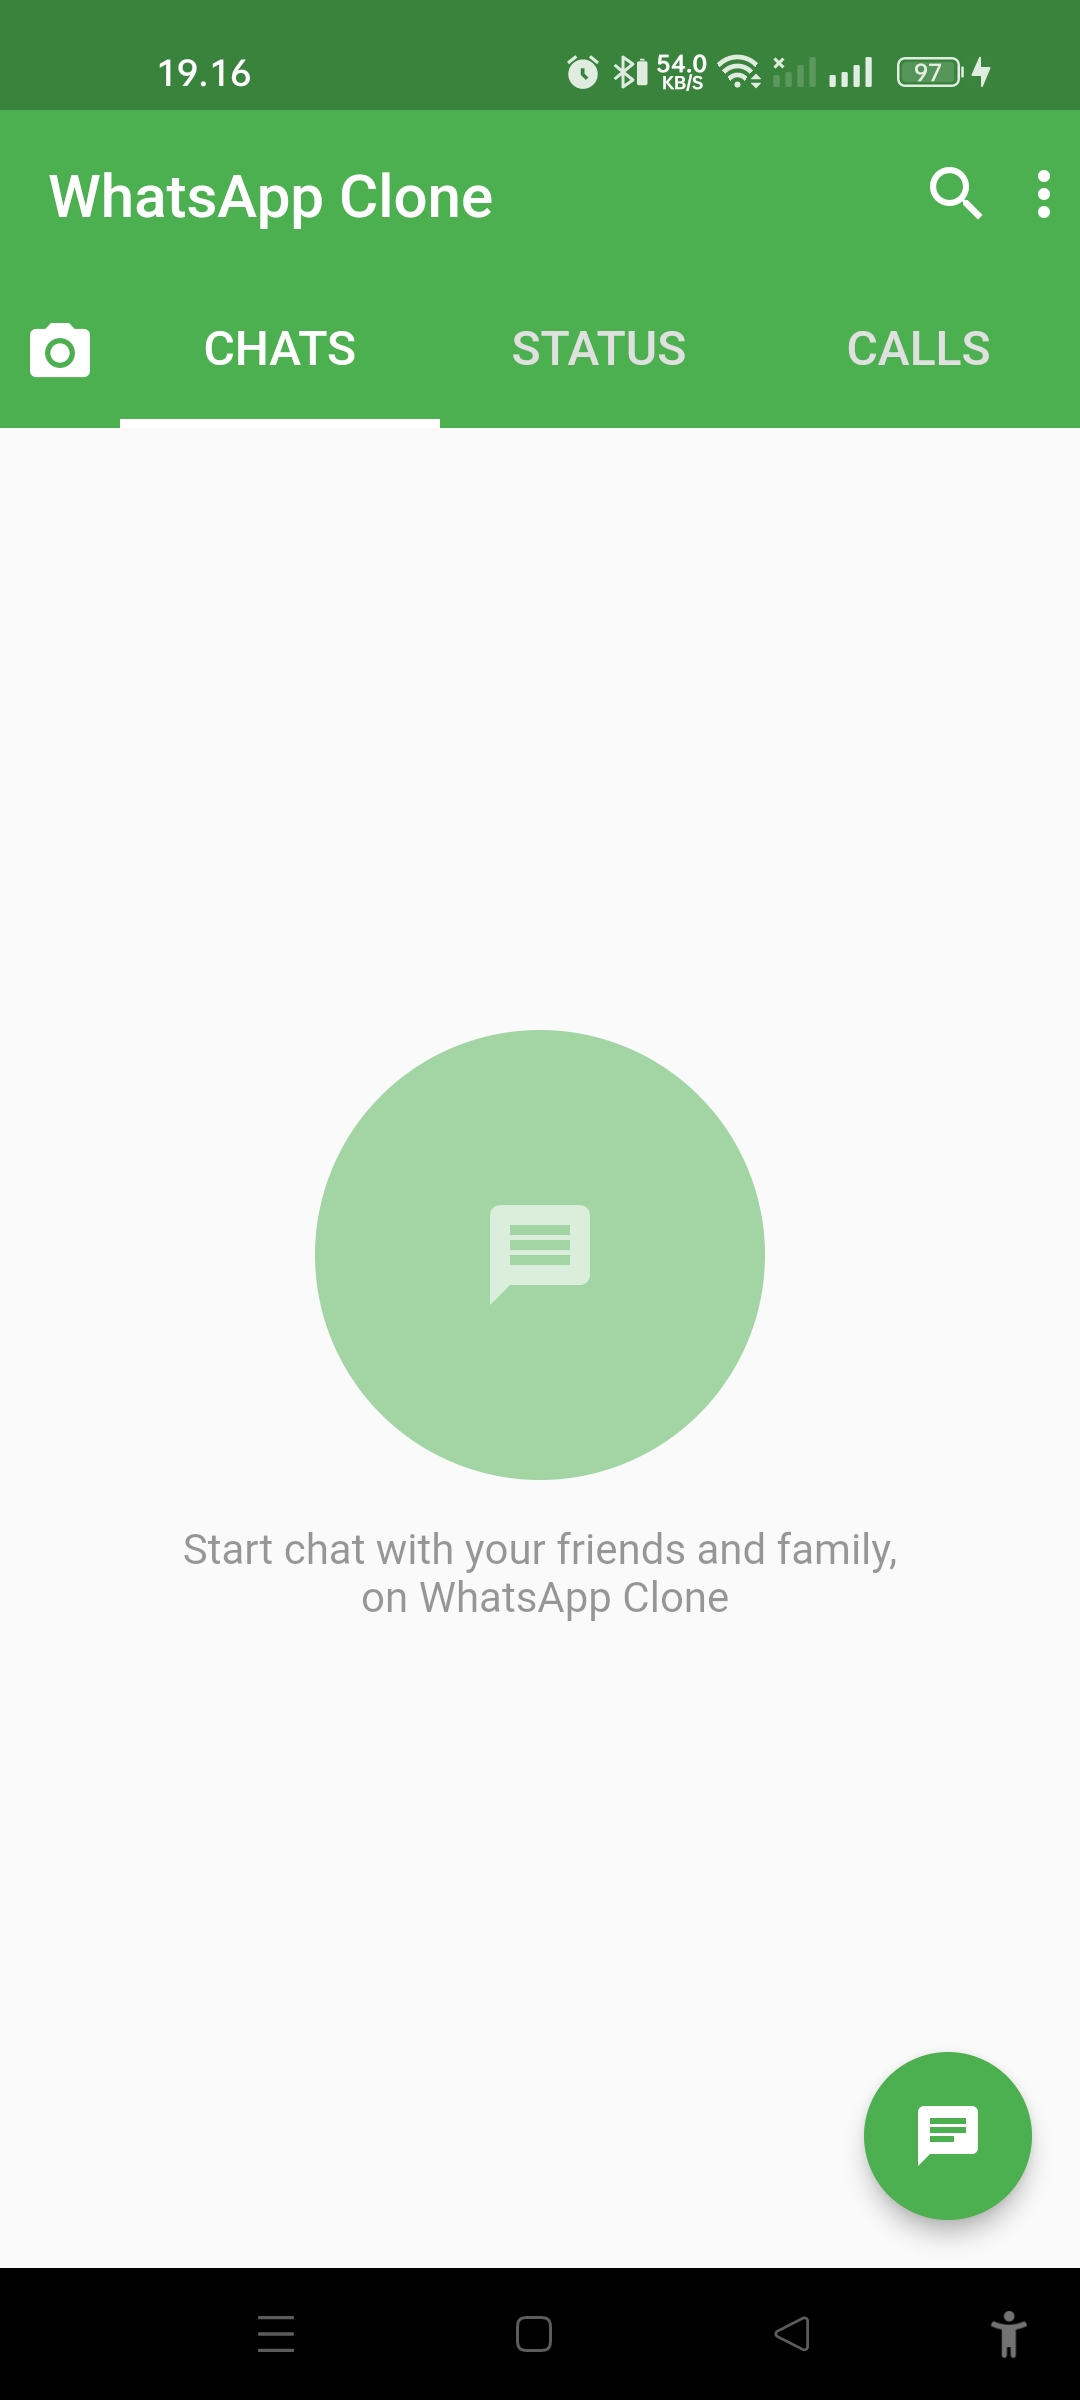 19.16
54.0
KB/S
97
WhatsApp Clone
CHATS STATUS CALLS
Start chat with your friends and family,
on WhatsApp Clone